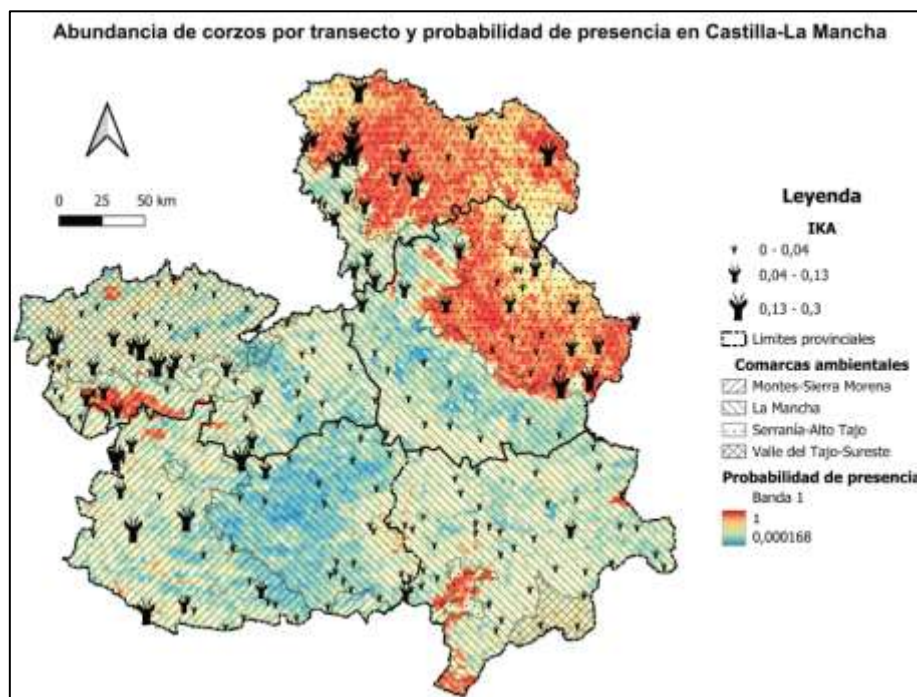 Abundancia de corzos por transecto y probabilidad de presencia en Castilla-La Mancha
0 25 50 km
Leyenda
IKA
0 - 0,04
0,04 - 0,13
0,13 - 0,3
Límites provinciales
Comarcas ambientales
Montes-Sierra Morena
La Mancha
Serranía-Alto Tajo
Valle del Tajo-Sureste
Probabilidad de presencia
Banda 1
1
0,000168